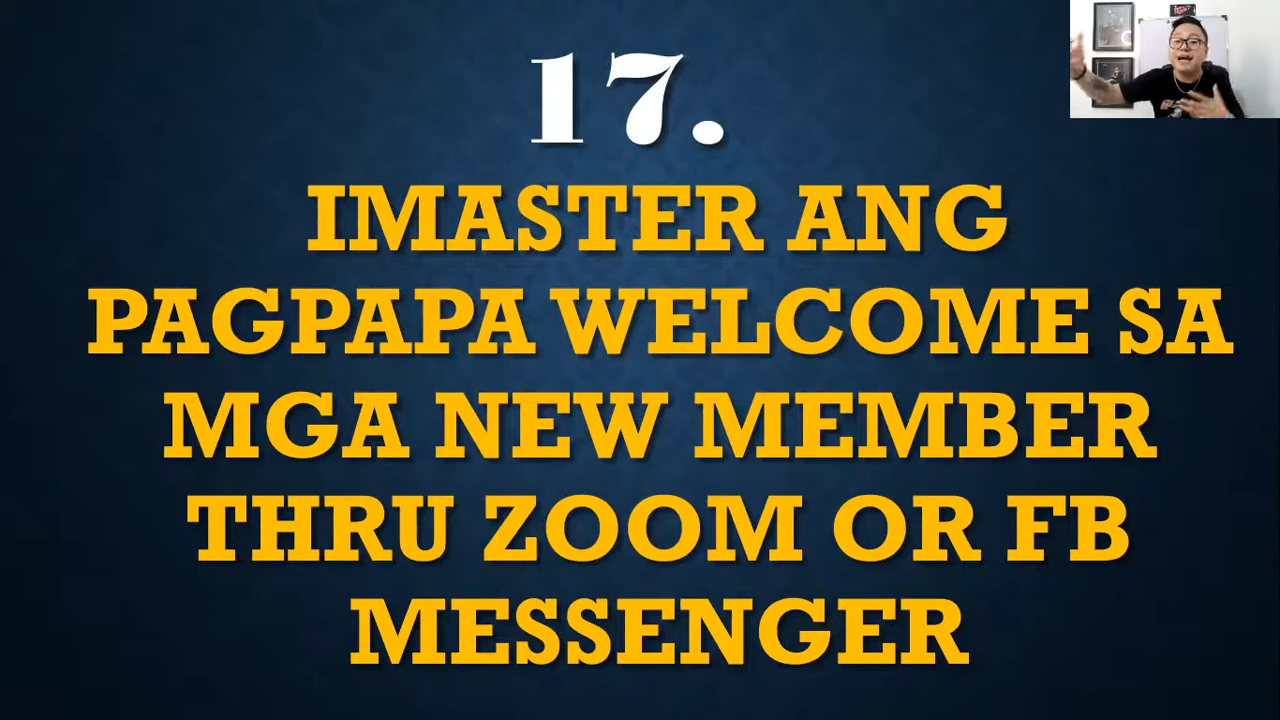 17.
IMASTER ANG
PAGPAPA WELCOME SA
MGA NEW MEMBER
THRU ZOOM OR FB
MESSENGER